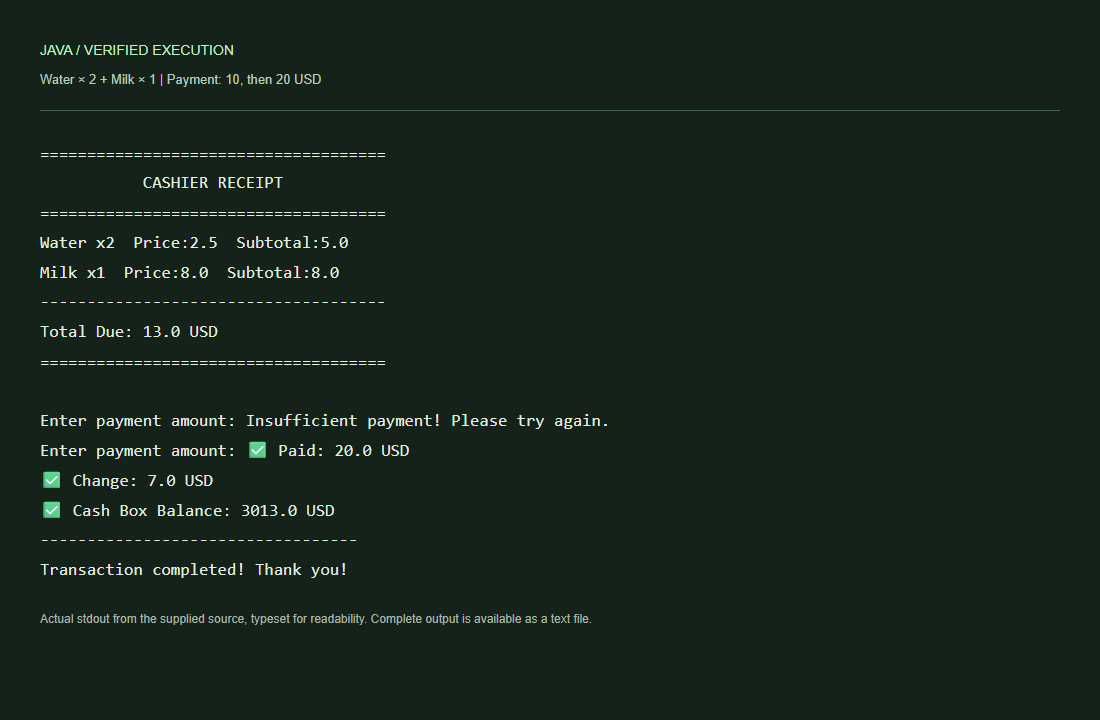 JAVA / VERIFIED EXECUTION
Water × 2 + Milk × 1 | Payment: 10, then 20 USD
=====================================
CASHIER RECEIPT
=====================================
Water x2  Price:2.5  Subtotal:5.0
Milk x1  Price:8.0  Subtotal:8.0
-------------------------------------
Total Due: 13.0 USD
=====================================
Enter payment amount: Insufficient payment! Please try again.
Enter payment amount: ✅ Paid: 20.0 USD
✅ Change: 7.0 USD
✅ Cash Box Balance: 3013.0 USD
----------------------------------
Transaction completed! Thank you!
Actual stdout from the supplied source, typeset for readability. Complete output is available as a text file.